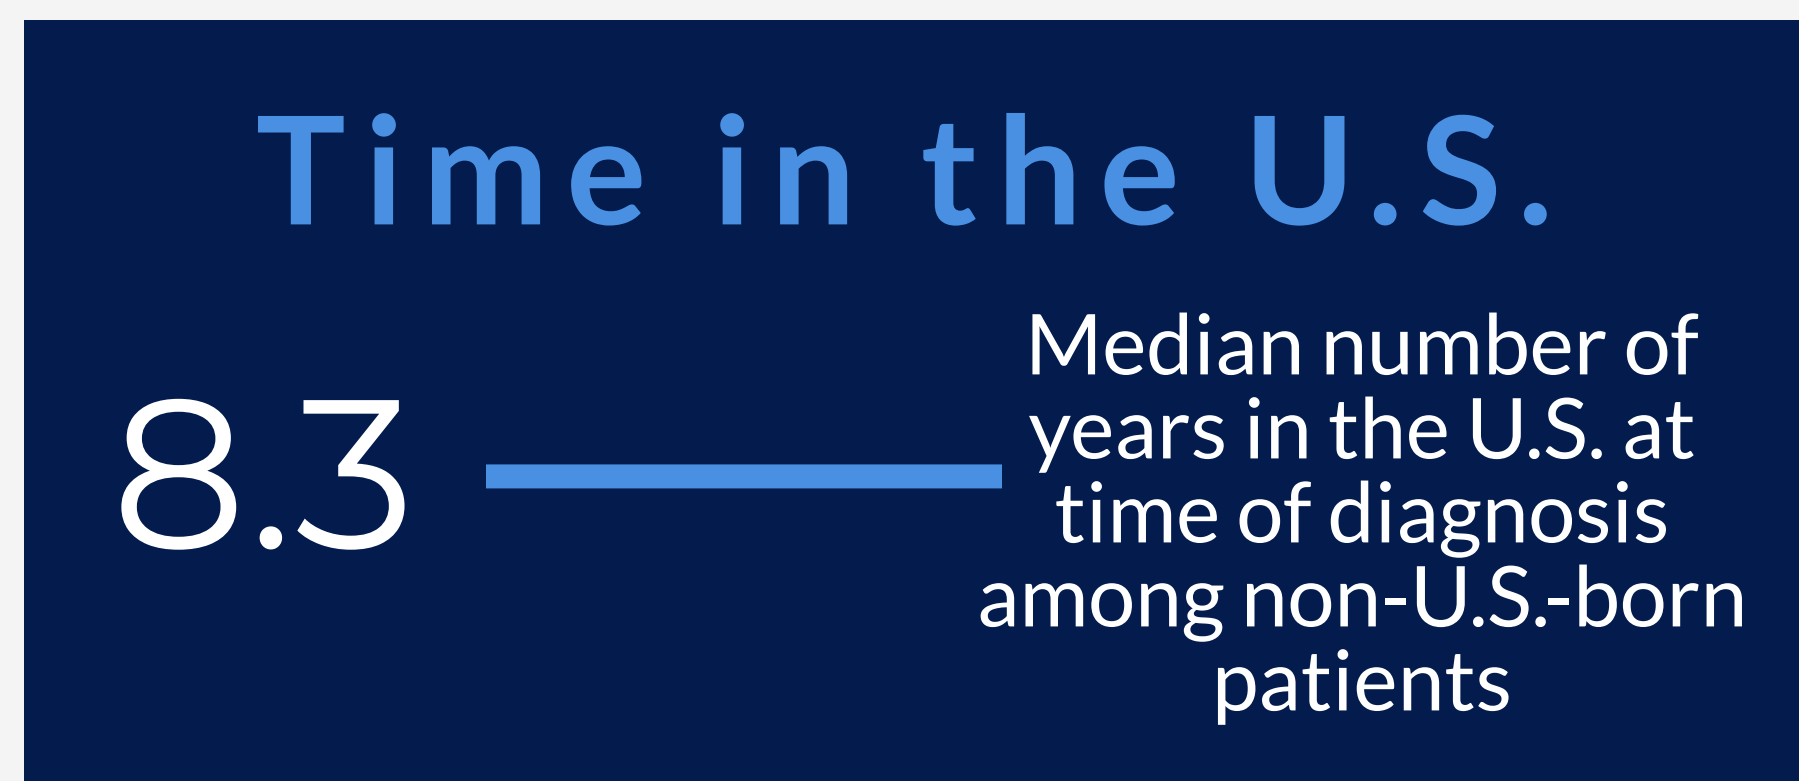 Time in the U.S.
8.3
Median number of
years in the U.S. at
time of diagnosis
among non-U.S.-born
patients